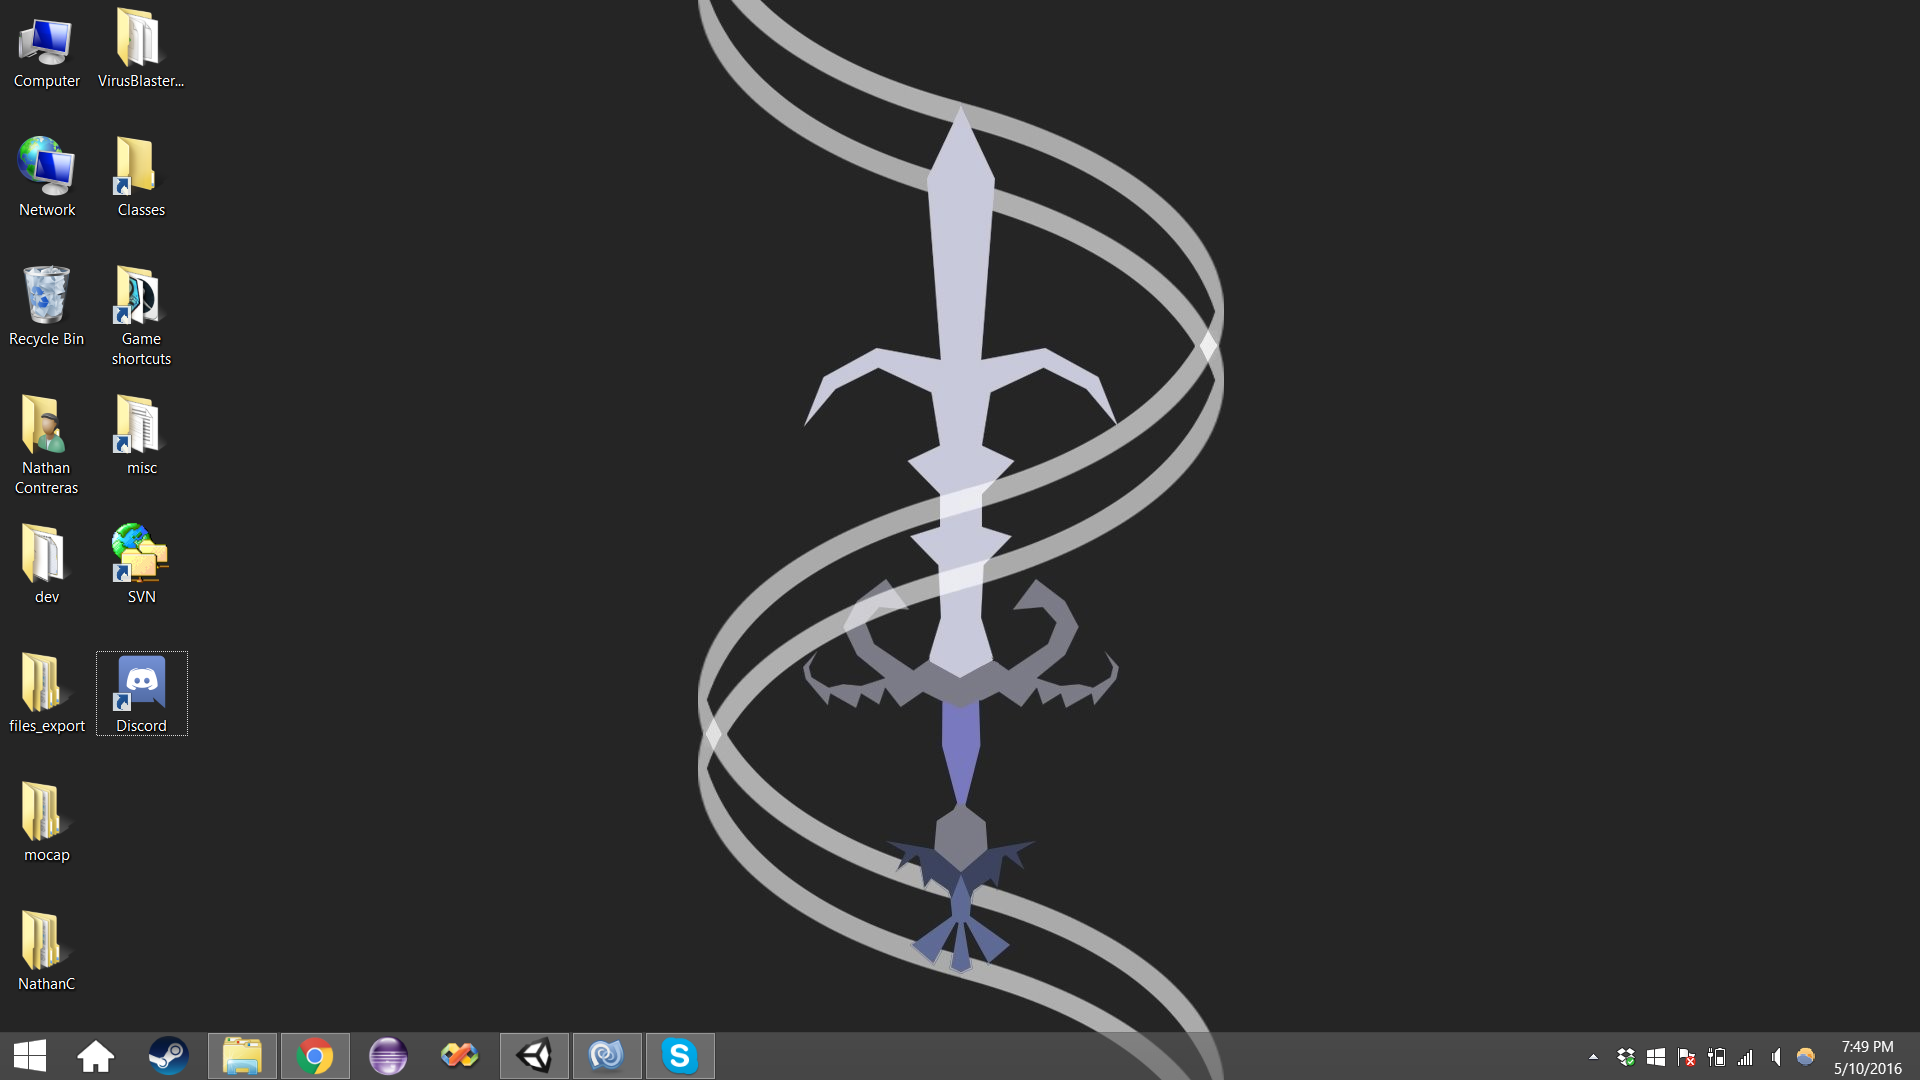 Computer
VirusBlaster...
Network
Classes
Recycle Bin
Game
shortcuts
Nathan
Contreras
misc
dev
SVN
files_export
Discord
mocap
NathanC
7:49 PM
5/10/2016